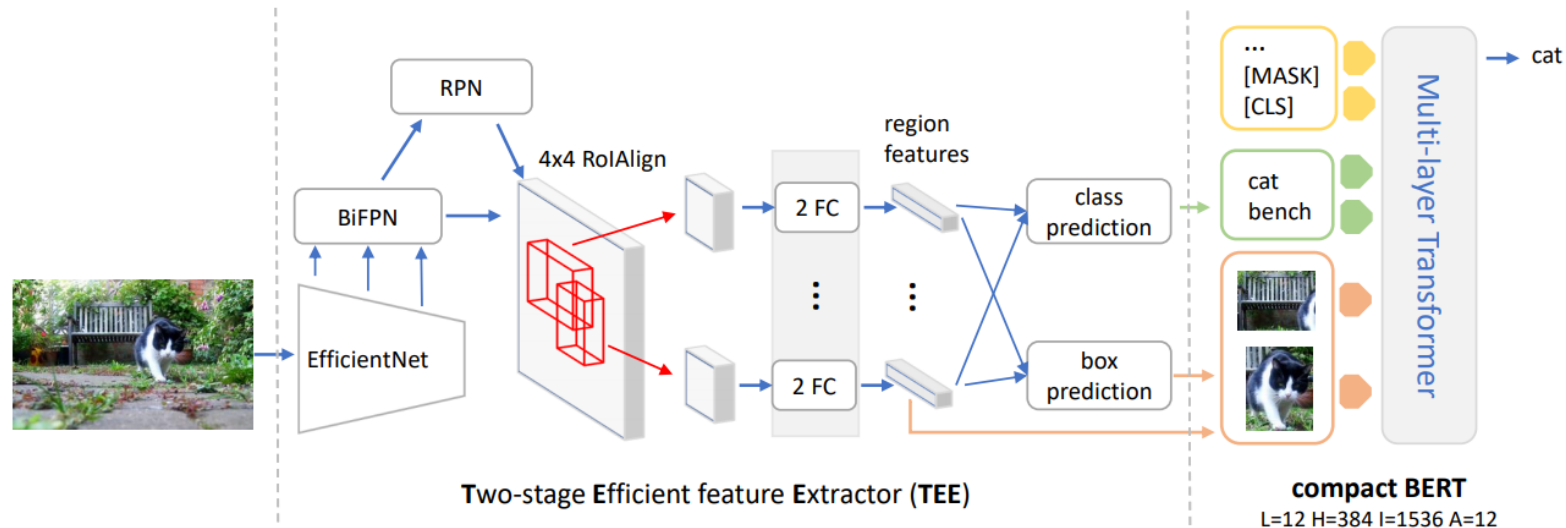 RPN
BiFPN
EfficientNet
4x4 RoIAlign
2 FC
2 FC
region
features
class
prediction
box
prediction
...
[MASK]
[CLS]
cat
bench
Multi-layer Transformer
cat
Two-stage Efficient feature Extractor (TEE)
compact BERT
L=12 H=384 I=1536 A=12